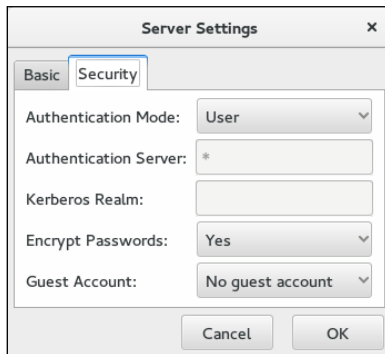 Server Settings ×
Basic Security
Authentication Mode: User
Authentication Server: *
Kerberos Realm:
Encrypt Passwords: Yes
Guest Account: No guest account
Cancel OK